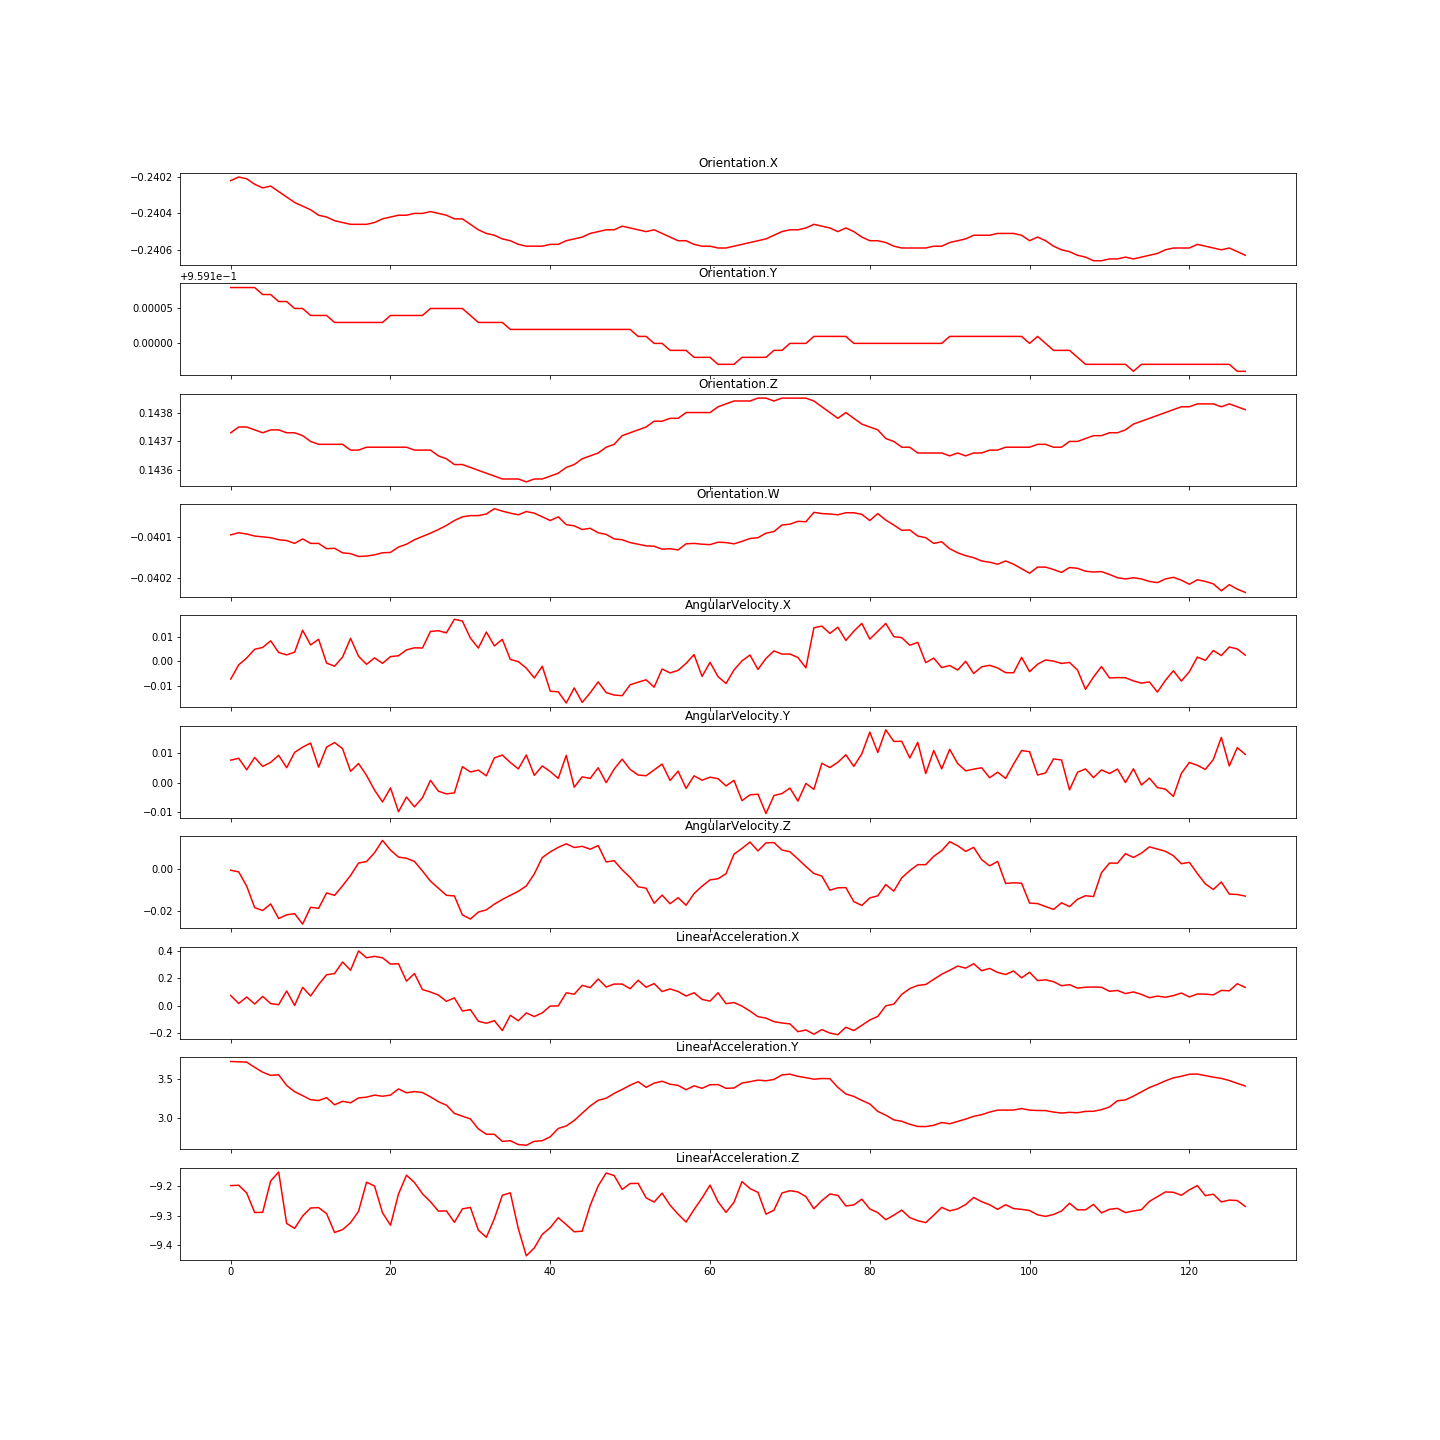 Orientation.X
−0.2402
−0.2404
−0.2406
+9.591e−1
Orientation.Y
0.00005
0.00000
Orientation.Z
0.1438
0.1437
0.1436
Orientation.W
−0.0401
−0.0402
AngularVelocity.X
0.01
0.00
−0.01
AngularVelocity.Y
0.01
0.00
−0.01
AngularVelocity.Z
0.00
−0.02
LinearAcceleration.X
0.4
0.2
0.0
−0.2
LinearAcceleration.Y
3.5
3.0
LinearAcceleration.Z
−9.2
−9.3
−9.4
0 20 40 60 80 100 120